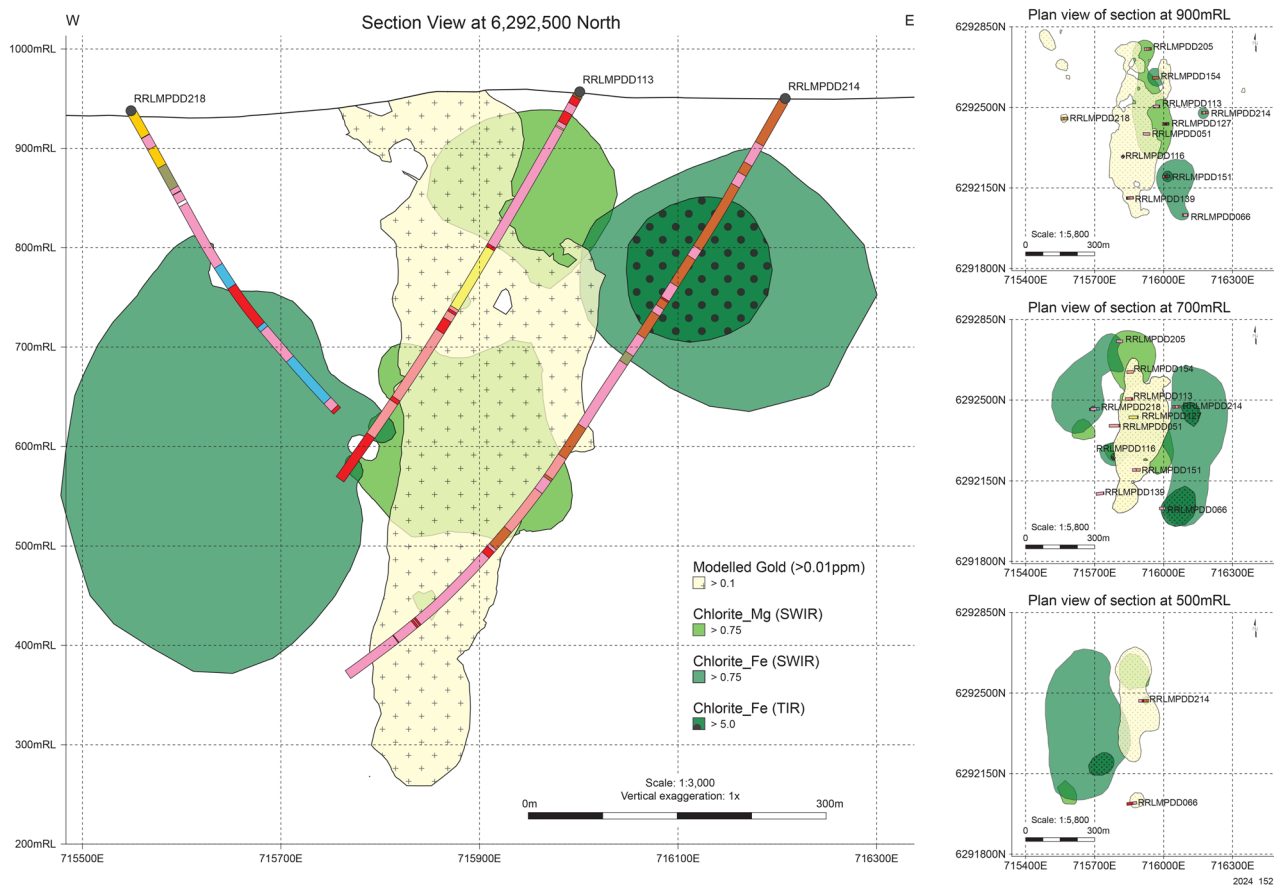 W
Section View at 6,292,500 North
E
1000mRL
900mRL
800mRL
700mRL
600mRL
500mRL
400mRL
300mRL
200mRL
RRLMPDD218
RRLMPDD113
RRLMPDD214
Modelled Gold (>0.01ppm)
> 0.1
Chlorite_Mg (SWIR)
> 0.75
Chlorite_Fe (SWIR)
> 0.75
Chlorite_Fe (TIR)
> 5.0
Scale: 1:3,000
Vertical exaggeration: 1x
0m
300m
715500E
715700E
715900E
716100E
716300E
Plan view of section at 900mRL
6292850N
6292500N
6292150N
6291800N
RRLMPDD205
RRLMPDD154
RRLMPDD113
RRLMPDD214
RRLMPDD218
RRLMPDD127
RRLMPDD051
RRLMPDD116
RRLMPDD151
RRLMPDD139
RRLMPDD066
Scale: 1:5,800
0
300m
715400E
715700E
716000E
716300E
Plan view of section at 700mRL
6292850N
6292500N
6292150N
6291800N
RRLMPDD205
RRLMPDD154
RRLMPDD113
RRLMPDD218
RRLMPDD214
RRLMPDD127
RRLMPDD051
RRLMPDD116
RRLMPDD151
RRLMPDD139
RRLMPDD066
Scale: 1:5,800
0
300m
715400E
715700E
716000E
716300E
Plan view of section at 500mRL
6292850N
6292500N
6292150N
6291800N
RRLMPDD214
RRLMPDD066
Scale: 1:5,800
0
300m
715400E
715700E
716000E
716300E
2024 152